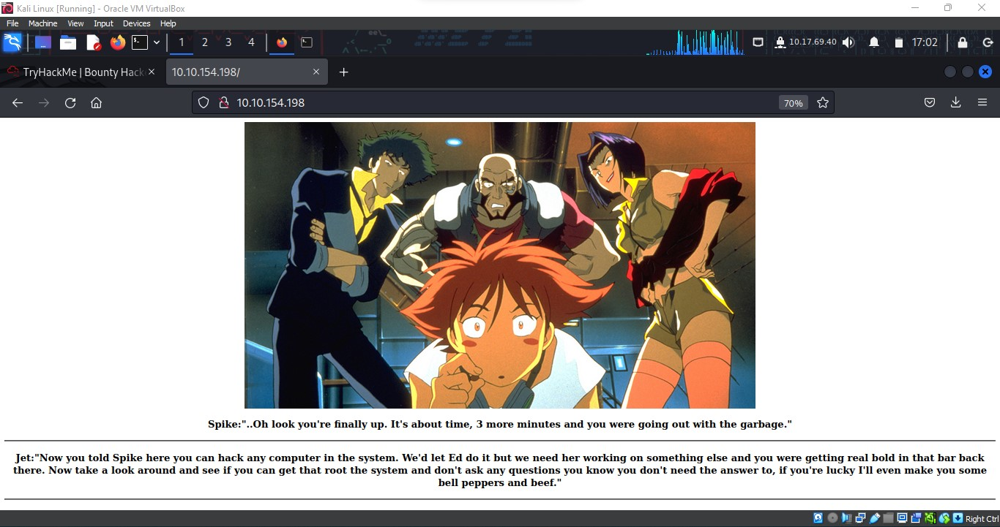 Kali Linux [Running] - Oracle VM VirtualBox
File Machine View Input Devices Help
1 2 3 4 10.17.69.40 17:02
TryHackMe | Bounty Hack
10.10.154.198/
10.10.154.198 70%
Spike:"..Oh look you're finally up. It's about time, 3 more minutes and you were going out with the garbage."
Jet:"Now you told Spike here you can hack any computer in the system. We'd let Ed do it but we need her working on something else and you were getting real bold in that bar back
there. Now take a look around and see if you can get that root the system and don't ask any questions you know you don't need the answer to, if you're lucky I'll even make you some
bell peppers and beef."
Right Ctrl